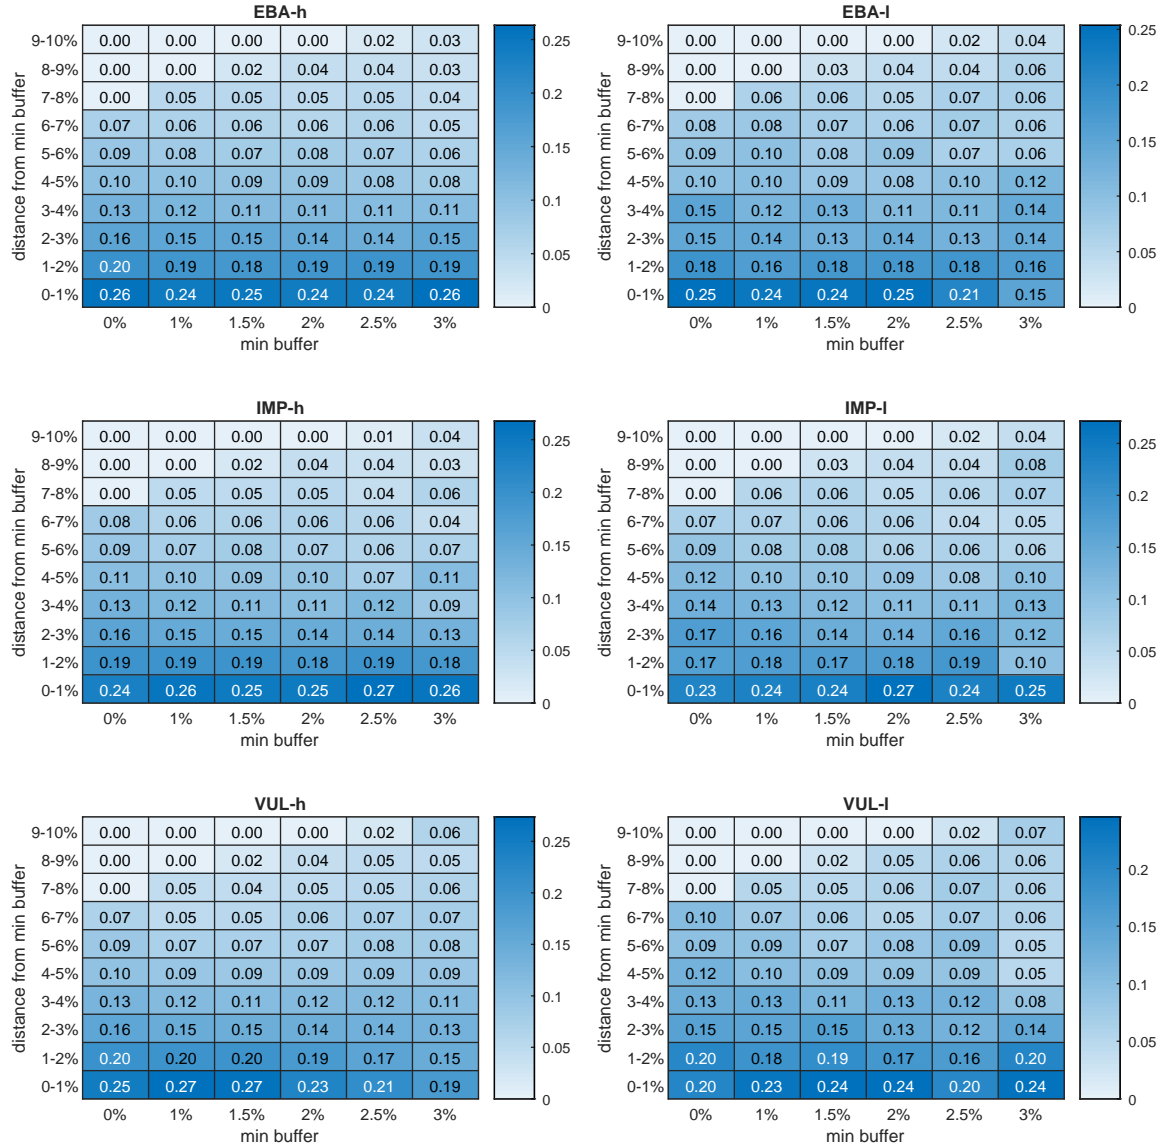 EBA-h
distance from min buffer
9-10% 0.00 0.00 0.00 0.00 0.02 0.03
8-9% 0.00 0.00 0.02 0.04 0.04 0.03
7-8% 0.00 0.05 0.05 0.05 0.05 0.04
6-7% 0.07 0.06 0.06 0.06 0.06 0.05
5-6% 0.09 0.08 0.07 0.08 0.07 0.06
4-5% 0.10 0.10 0.09 0.09 0.08 0.08
3-4% 0.13 0.12 0.11 0.11 0.11 0.11
2-3% 0.16 0.15 0.15 0.14 0.14 0.15
1-2% 0.20 0.19 0.18 0.19 0.19 0.19
0-1% 0.26 0.24 0.25 0.24 0.24 0.26
0% 1% 1.5% 2% 2.5% 3%
min buffer
0.25
0.2
0.15
0.1
0.05
0
EBA-l
distance from min buffer
9-10% 0.00 0.00 0.00 0.00 0.02 0.04
8-9% 0.00 0.00 0.03 0.04 0.04 0.06
7-8% 0.00 0.06 0.06 0.05 0.07 0.06
6-7% 0.08 0.08 0.07 0.06 0.07 0.06
5-6% 0.09 0.10 0.08 0.09 0.07 0.06
4-5% 0.10 0.10 0.09 0.08 0.10 0.12
3-4% 0.15 0.12 0.13 0.11 0.11 0.14
2-3% 0.15 0.14 0.13 0.14 0.13 0.14
1-2% 0.18 0.16 0.18 0.18 0.18 0.16
0-1% 0.25 0.24 0.24 0.25 0.21 0.15
0% 1% 1.5% 2% 2.5% 3%
min buffer
0.25
0.2
0.15
0.1
0.05
0
IMP-h
distance from min buffer
9-10% 0.00 0.00 0.00 0.00 0.01 0.04
8-9% 0.00 0.00 0.02 0.04 0.04 0.03
7-8% 0.00 0.05 0.05 0.05 0.04 0.06
6-7% 0.08 0.06 0.06 0.06 0.06 0.04
5-6% 0.09 0.07 0.08 0.07 0.06 0.07
4-5% 0.11 0.10 0.09 0.10 0.07 0.11
3-4% 0.13 0.12 0.11 0.11 0.12 0.09
2-3% 0.16 0.15 0.15 0.14 0.14 0.13
1-2% 0.19 0.19 0.19 0.18 0.19 0.18
0-1% 0.24 0.26 0.25 0.25 0.27 0.26
0% 1% 1.5% 2% 2.5% 3%
min buffer
0.25
0.2
0.15
0.1
0.05
0
IMP-l
distance from min buffer
9-10% 0.00 0.00 0.00 0.00 0.02 0.04
8-9% 0.00 0.00 0.03 0.04 0.04 0.08
7-8% 0.00 0.06 0.06 0.05 0.06 0.07
6-7% 0.07 0.07 0.06 0.06 0.04 0.05
5-6% 0.09 0.08 0.08 0.06 0.06 0.06
4-5% 0.12 0.10 0.10 0.09 0.08 0.10
3-4% 0.14 0.13 0.12 0.11 0.11 0.13
2-3% 0.17 0.16 0.14 0.14 0.16 0.12
1-2% 0.17 0.18 0.17 0.18 0.19 0.10
0-1% 0.23 0.24 0.24 0.27 0.24 0.25
0% 1% 1.5% 2% 2.5% 3%
min buffer
0.25
0.2
0.15
0.1
0.05
0
VUL-h
distance from min buffer
9-10% 0.00 0.00 0.00 0.00 0.02 0.06
8-9% 0.00 0.00 0.02 0.04 0.05 0.05
7-8% 0.00 0.05 0.04 0.05 0.05 0.06
6-7% 0.07 0.05 0.05 0.06 0.07 0.07
5-6% 0.09 0.07 0.07 0.07 0.08 0.08
4-5% 0.10 0.09 0.09 0.09 0.09 0.09
3-4% 0.13 0.12 0.11 0.12 0.12 0.11
2-3% 0.16 0.15 0.15 0.14 0.14 0.13
1-2% 0.20 0.20 0.20 0.19 0.17 0.15
0-1% 0.25 0.27 0.27 0.23 0.21 0.19
0% 1% 1.5% 2% 2.5% 3%
min buffer
0.25
0.2
0.15
0.1
0.05
0
VUL-l
distance from min buffer
9-10% 0.00 0.00 0.00 0.00 0.02 0.07
8-9% 0.00 0.00 0.02 0.05 0.06 0.06
7-8% 0.00 0.05 0.05 0.06 0.07 0.06
6-7% 0.10 0.07 0.06 0.05 0.07 0.06
5-6% 0.09 0.09 0.07 0.08 0.09 0.05
4-5% 0.12 0.10 0.09 0.09 0.09 0.05
3-4% 0.13 0.13 0.11 0.13 0.12 0.08
2-3% 0.15 0.15 0.15 0.13 0.12 0.14
1-2% 0.20 0.18 0.19 0.17 0.16 0.20
0-1% 0.20 0.23 0.24 0.24 0.20 0.24
0% 1% 1.5% 2% 2.5% 3%
min buffer
0.2
0.15
0.1
0.05
0